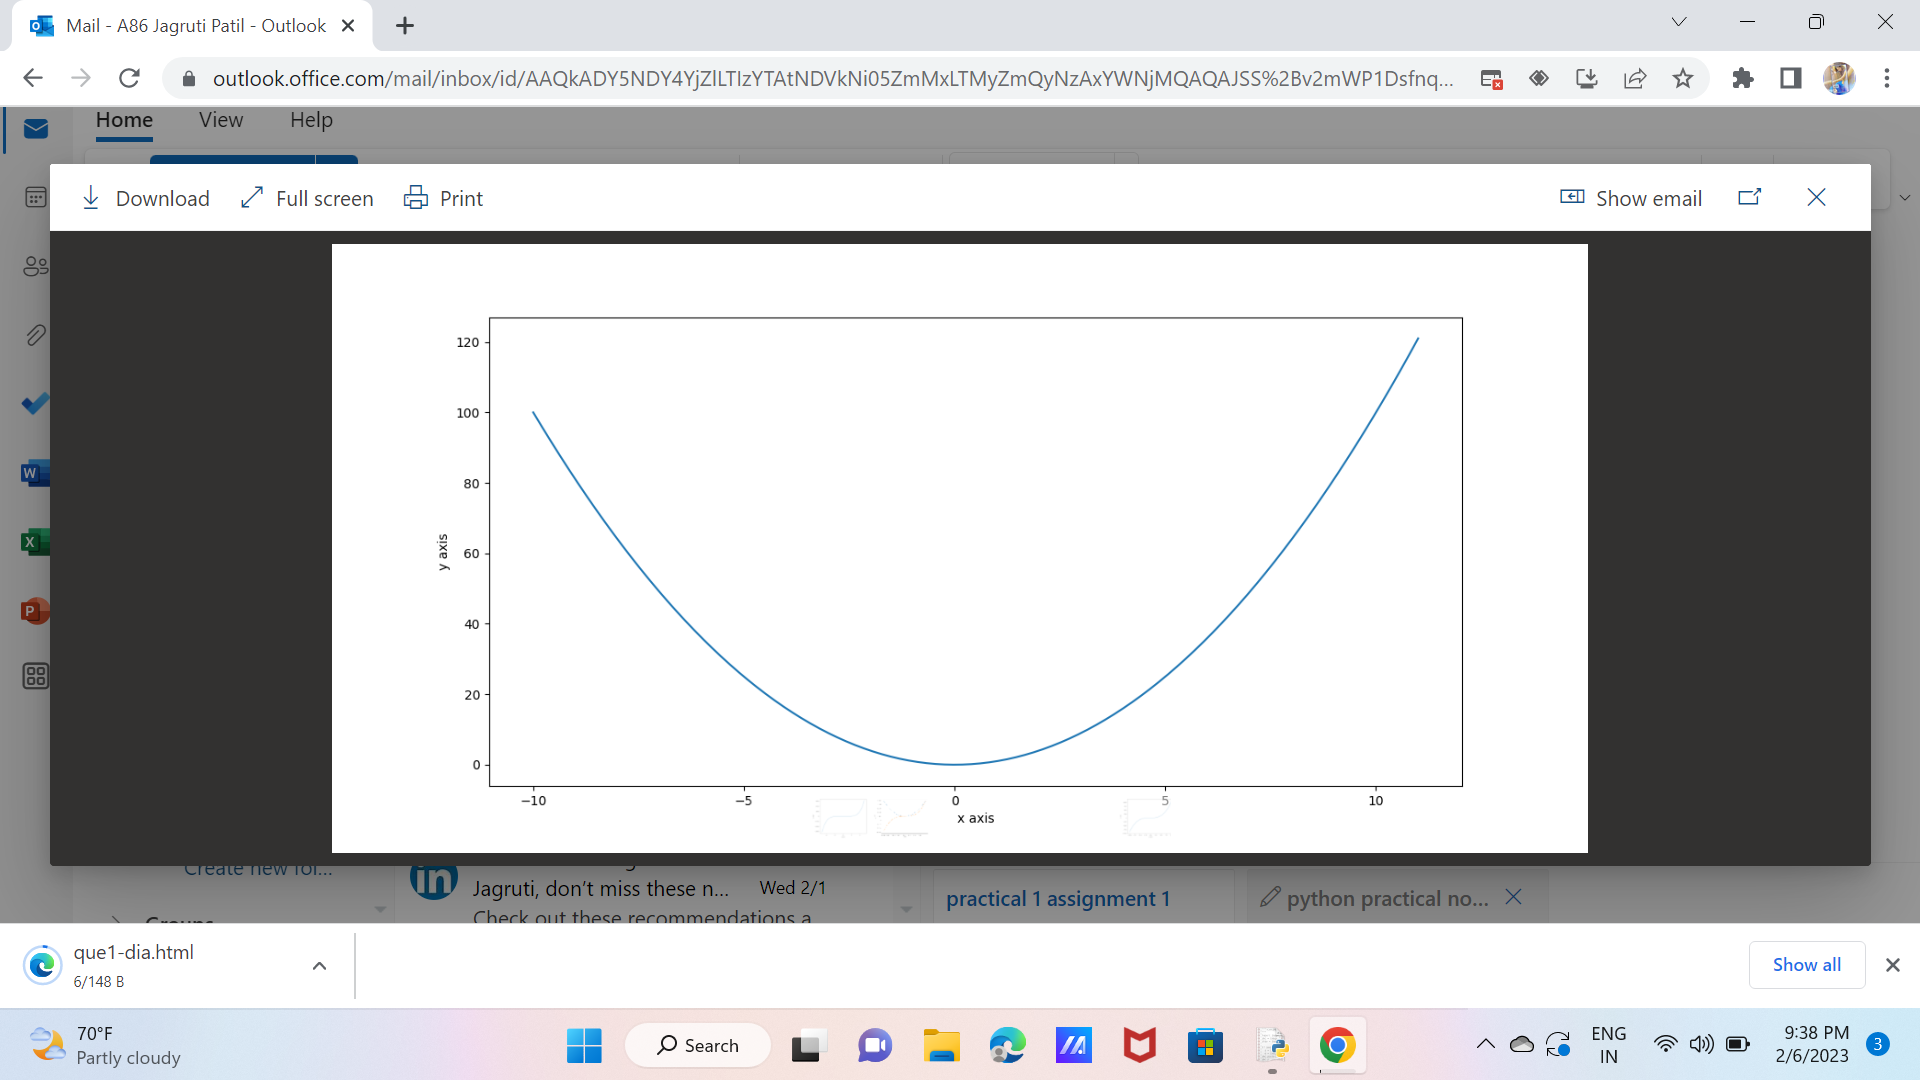 Mail - A86 Jagruti Patil - Outlook
outlook.office.com/mail/inbox/id/AAQkADY5NDY4YjZlLTIzYTAtNDVkNi05ZmMxLTMyZmQyNzAxYWNjMQAQAJSS%2Bv2mWP1Dsfnq...
Home View Help
Download Full screen Print Show email
120
100
80
60
40
20
0
y axis
−10 −5 0 5 10
x axis
W
X
P
Create new fol...
Groups
in
Jagruti, don't miss these n... Wed 2/1
Check out these recommendations a
practical 1 assignment 1
python practical no...
que1-dia.html
6/148 B
Show all
70°F
Partly cloudy
Search
ENG
IN
9:38 PM
2/6/2023
3